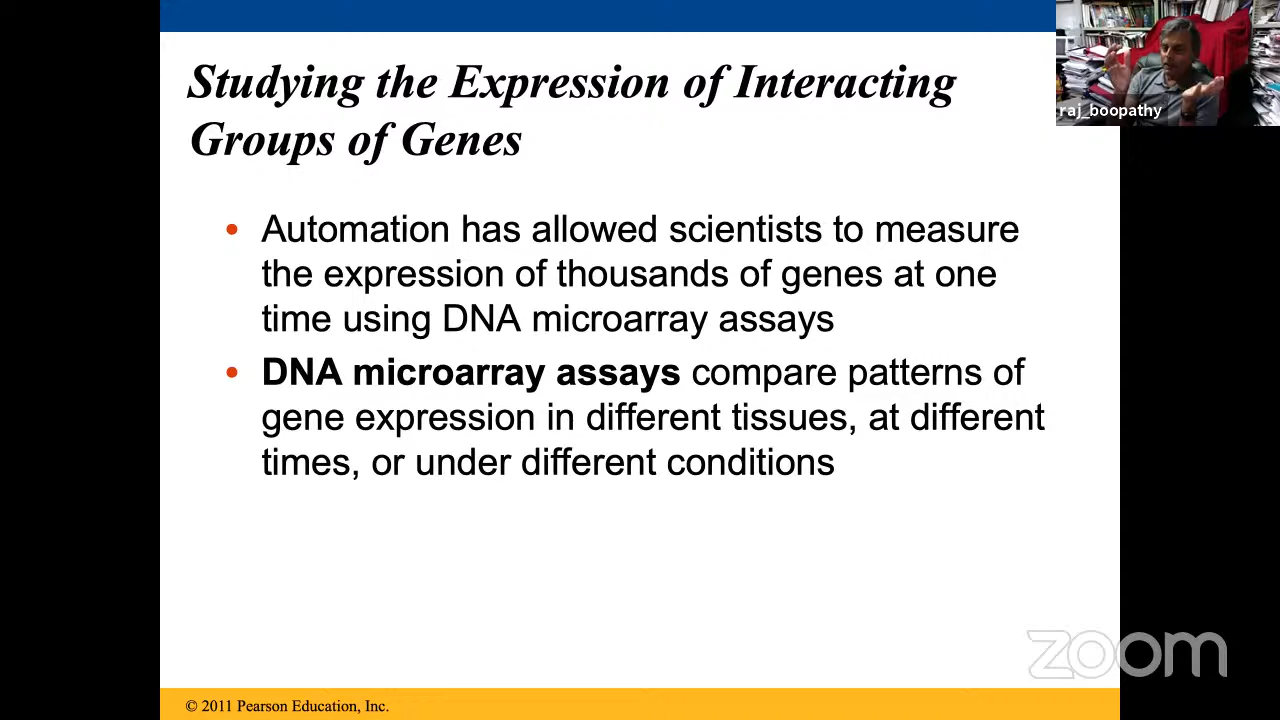 Studying the Expression of Interacting
Groups of Genes
raj_boopathy
• Automation has allowed scientists to measure
the expression of thousands of genes at one
time using DNA microarray assays
• DNA microarray assays compare patterns of
gene expression in different tissues, at different
times, or under different conditions
zoom
© 2011 Pearson Education, Inc.